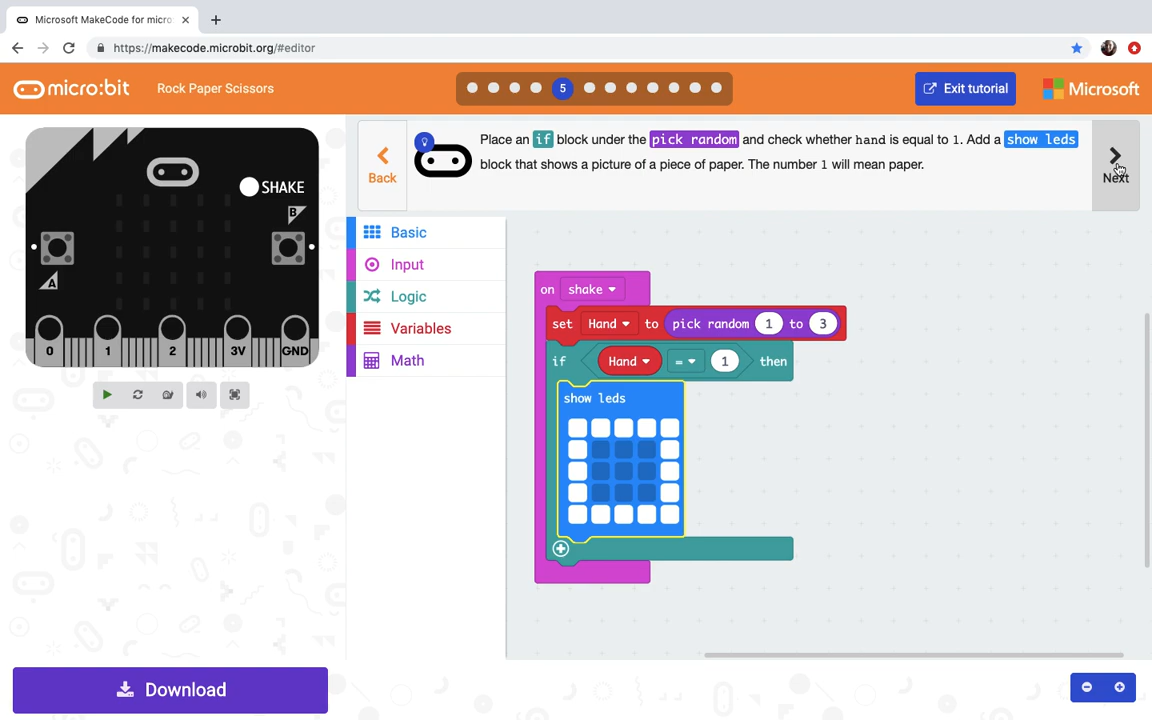 Microsoft MakeCode for micro
https://makecode.microbit.org/#editor
micro:bit
Rock Paper Scissors
5
Exit tutorial
Microsoft
Back
Place an if block under the pick random and check whether hand is equal to 1. Add a show leds
block that shows a picture of a piece of paper. The number 1 will mean paper.
Next
SHAKE
B
A
0 1 2 3V GND
Basic
Input
Logic
Variables
Math
on shake
set Hand to pick random 1 to 3
if Hand = 1 then
show leds
Download